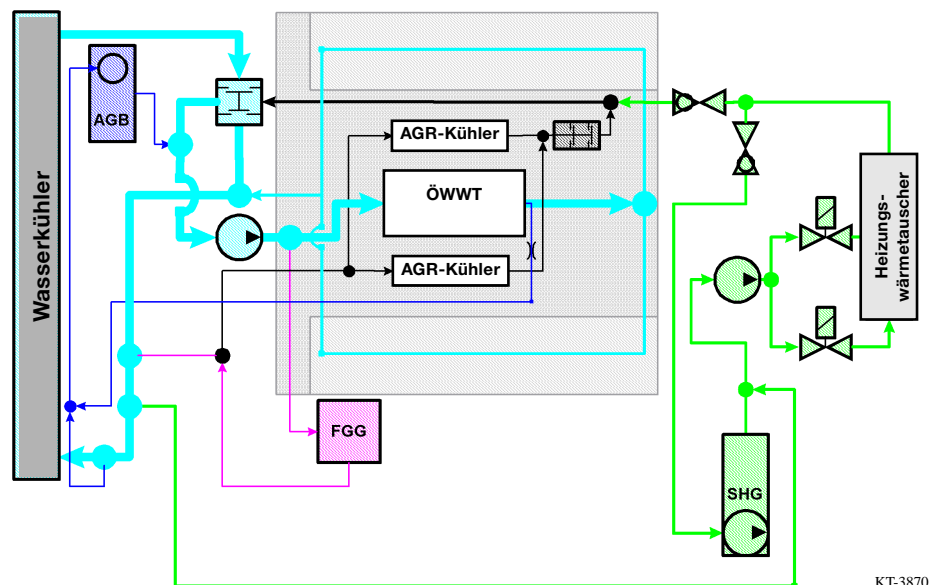 Wasserkühler
AGB
AGR-Kühler
ÖWWT
AGR-Kühler
FGG
Heizungs-
wärmetauscher
SHG
KT-3870